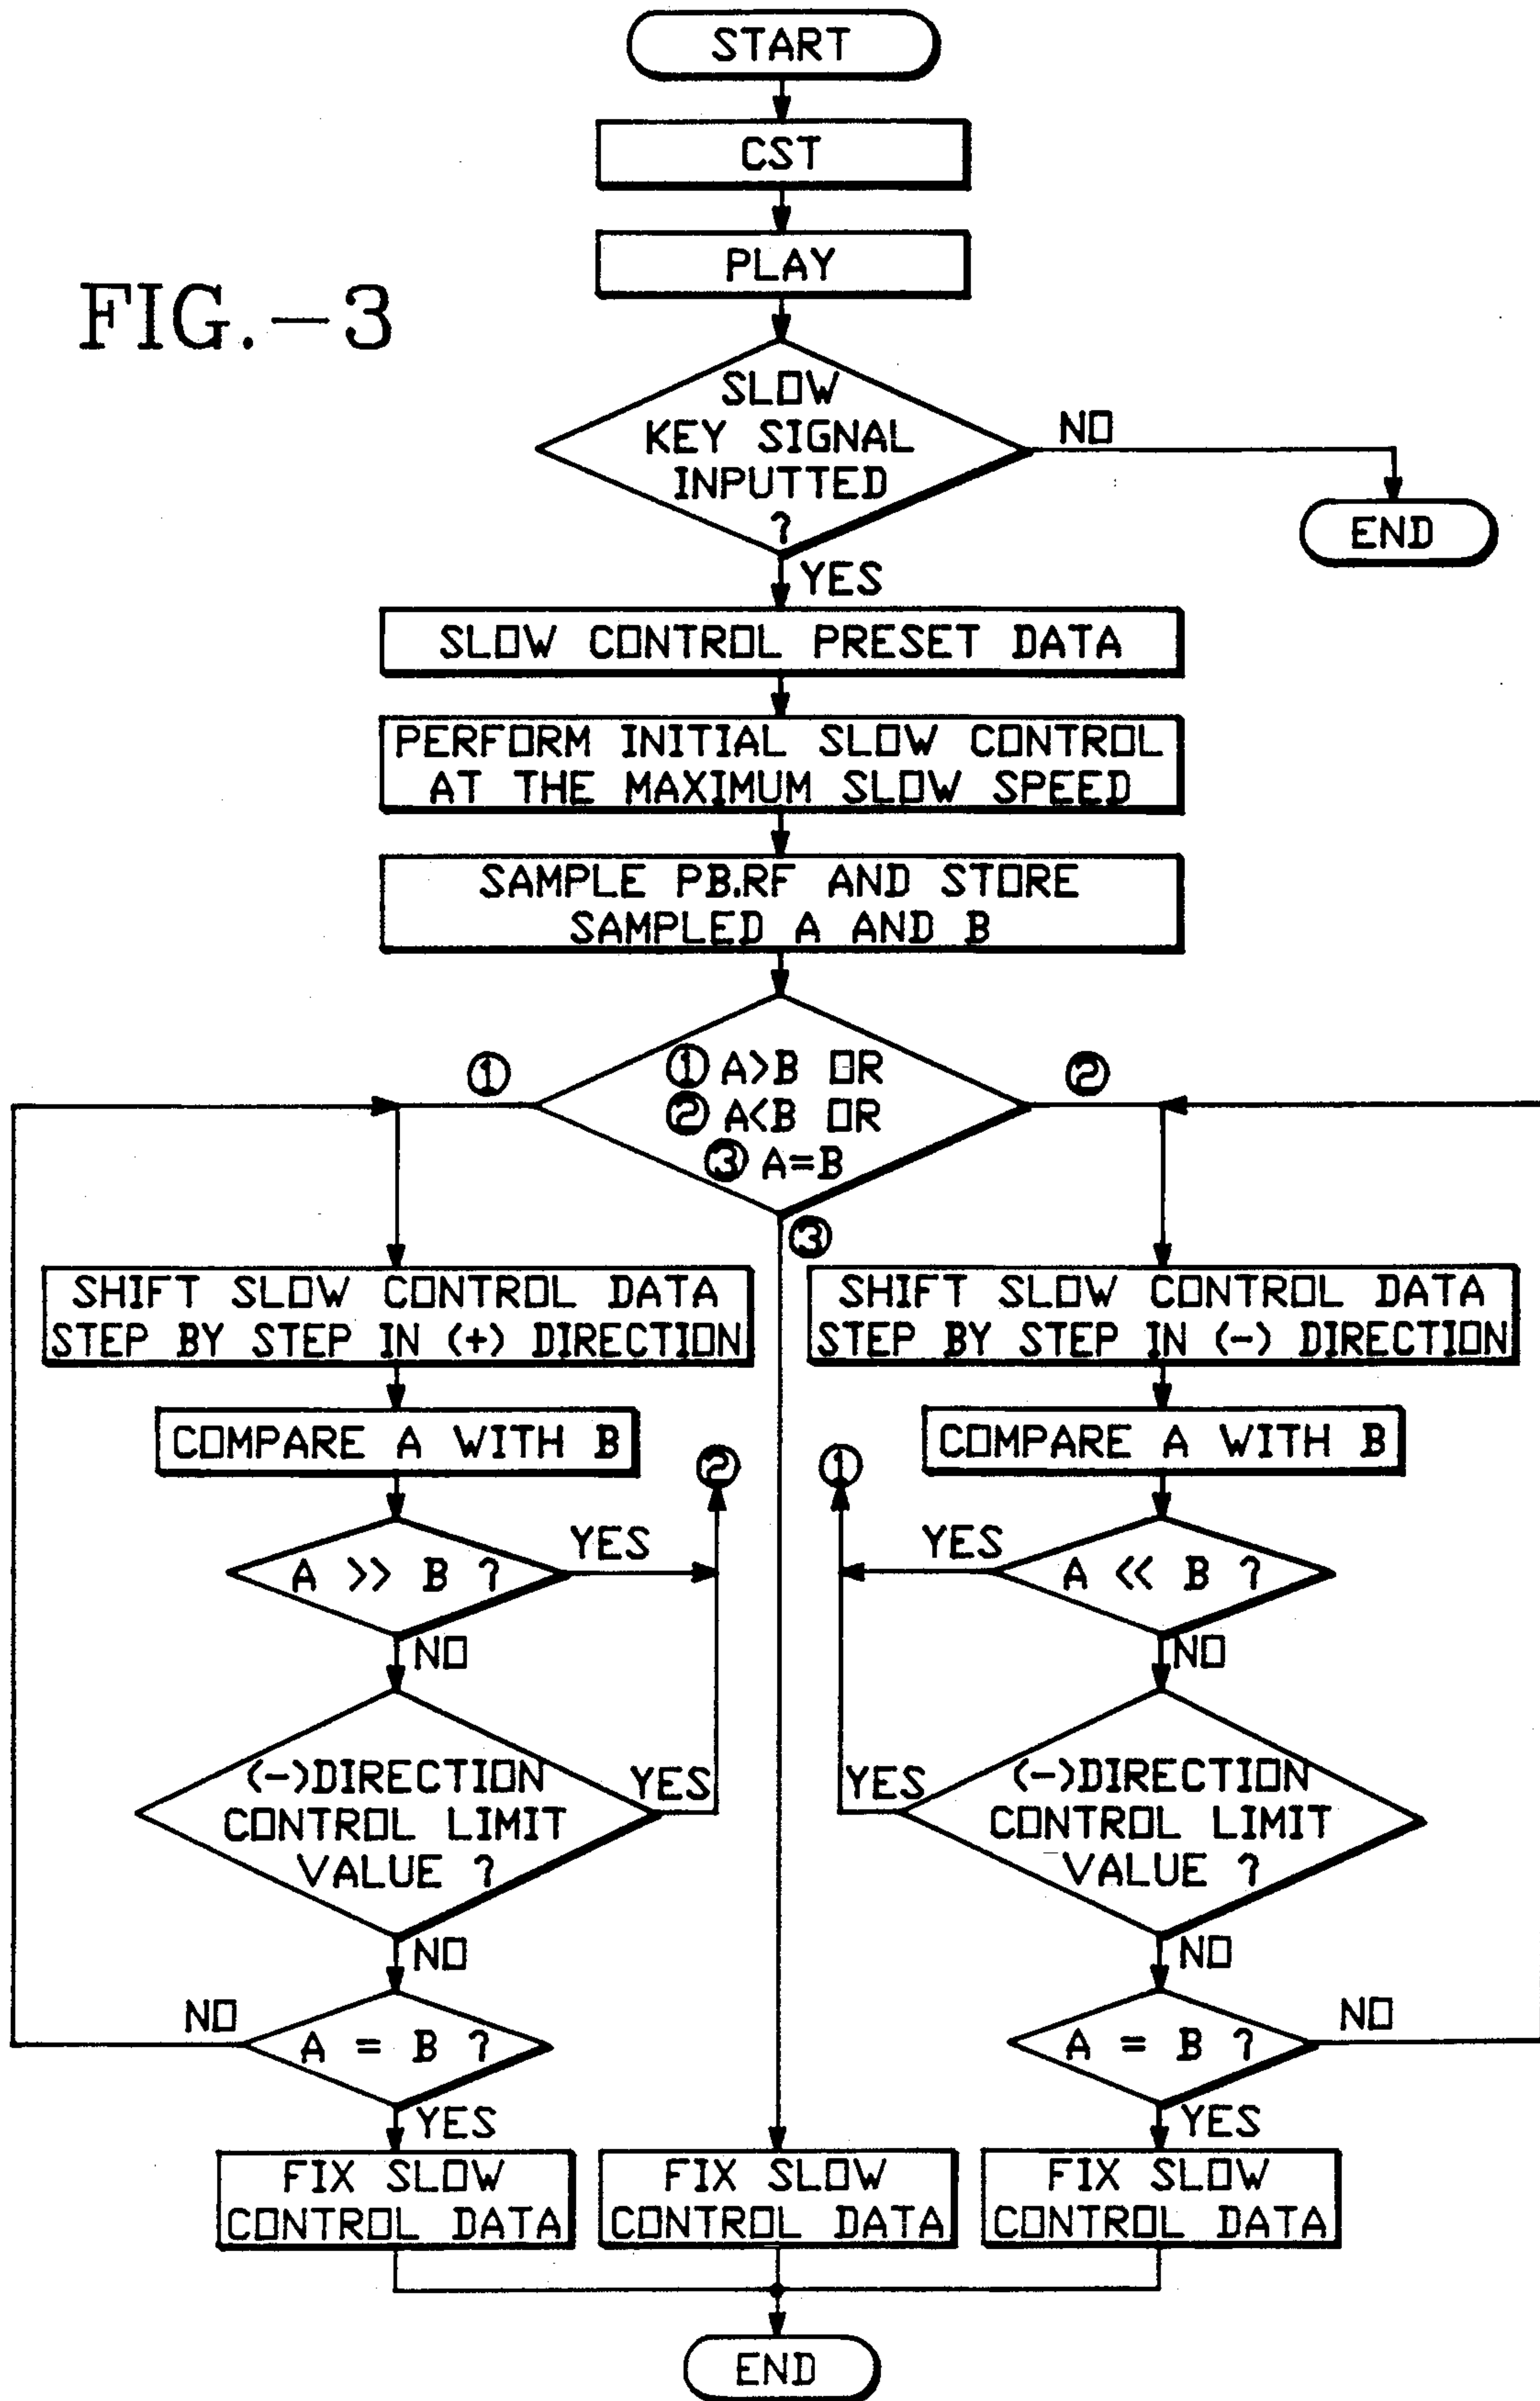 START
CST
PLAY
FIG.-3
SLOW
KEY SIGNAL
INPUTTED
?
NO
END
YES
SLOW CONTROL PRESET DATA
PERFORM INITIAL SLOW CONTROL
AT THE MAXIMUM SLOW SPEED
SAMPLE PB.RF AND STORE
SAMPLED A AND B
①
① A>B OR
② A<B OR
③ A=B
②
③
SHIFT SLOW CONTROL DATA
STEP BY STEP IN (+) DIRECTION
COMPARE A WITH B
②
A >> B ?
YES
NO
(-)DIRECTION
CONTROL LIMIT
VALUE ?
YES
NO
A = B ?
NO
YES
FIX SLOW
CONTROL DATA
FIX SLOW
CONTROL DATA
SHIFT SLOW CONTROL DATA
STEP BY STEP IN (-) DIRECTION
COMPARE A WITH B
①
YES
A << B ?
NO
YES
(-)DIRECTION
CONTROL LIMIT
VALUE ?
NO
A = B ?
NO
YES
FIX SLOW
CONTROL DATA
END